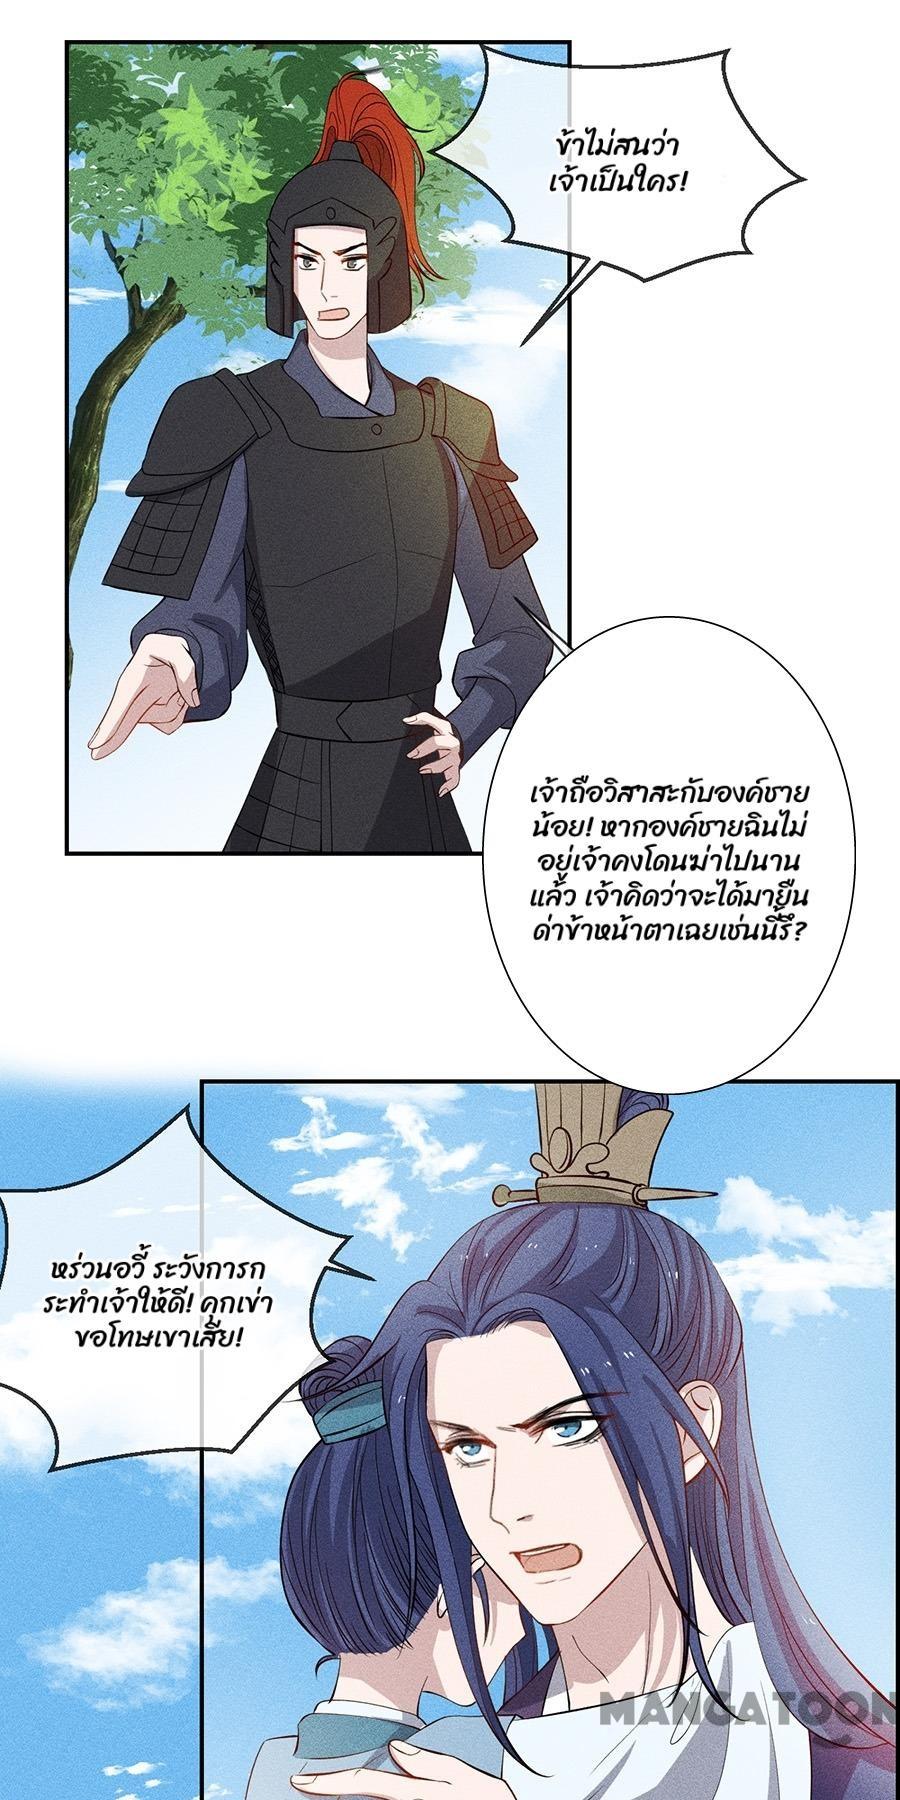 ข้าไม่สนว่า
เจ้าเป็นใคร!
เจ้าถือวิสาสะกับองค์ชาย
น้อย! หากองค์ชายฉินไม่
อยู่เจ้าคงโดนฆ่าไปนาน
แล้ว เจ้าคิดว่าจะได้มายืน
ด่าข้าหน้าตาเฉยเช่นนี้รึ?
หร่วนอวี้ ระวังการก
ระทำเจ้าให้ดี! คุกเข่า
ขอโทษเขาเสีย!
MANGATOON